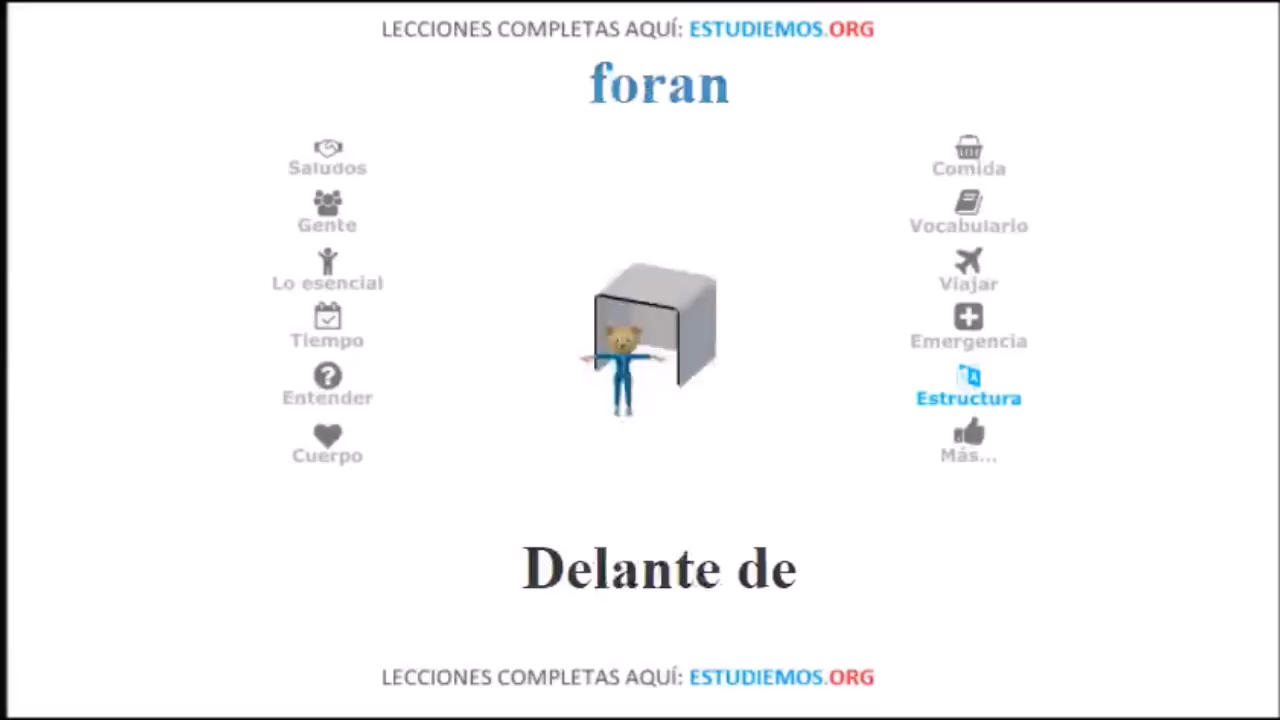 LECCIONES COMPLETAS AQUÍ: ESTUDIEMOS.ORG
foran
Saludos
Gente
Lo esencial
Tiempo
Entender
Cuerpo
Comida
Vocabulario
Viajar
Emergencia
Estructura
Más...
Delante de
LECCIONES COMPLETAS AQUÍ: ESTUDIEMOS.ORG